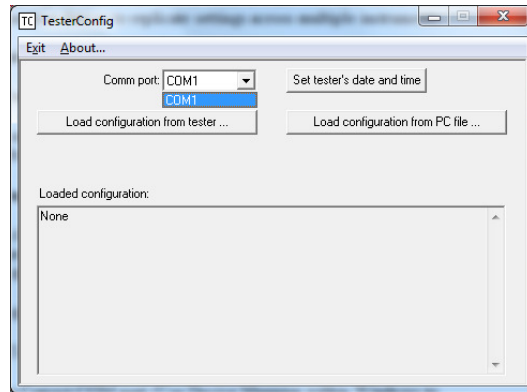 TC TesterConfig
Exit About...
Comm port: COM1 Set tester's date and time
COM1
Load configuration from tester ... Load configuration from PC file ...
Loaded configuration:
None